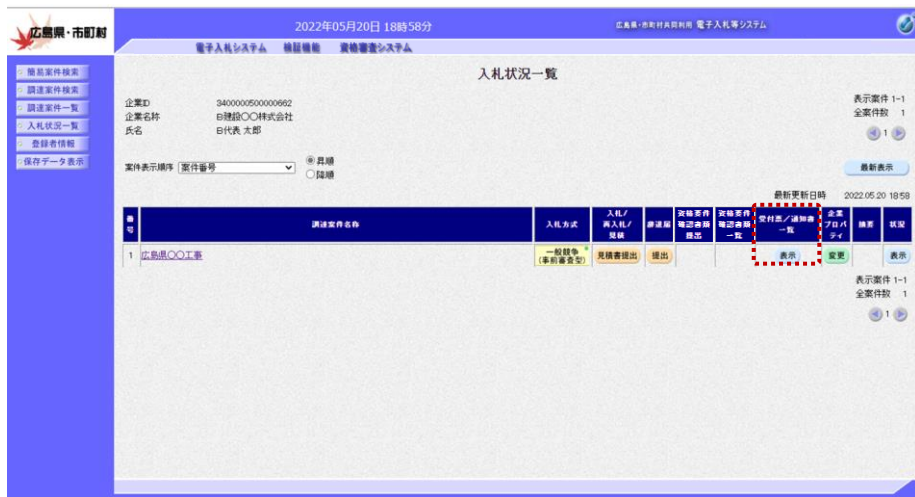 広島県・市町村
2022年05月20日 18時58分
広島県・市町村共同利用 電子入札等システム
電子入札システム 検証機能 資格審査システム
簡易案件検索
調達案件検索
調達案件一覧
入札状況一覧
登録者情報
保存データ表示
入札状況一覧
企業ID 3400000500000662
企業名称 B建設〇〇株式会社
氏名 B代表 太郎
表示案件 1-1
全案件数 1
1
案件表示順序 案件番号
昇順
降順
最新表示
最新更新日時 2022.05.20 18:58
番号 調達案件名称 入札方式 入札/再入札/見積 辞退届 資格要件確認書類提出 資格要件確認書類一覧 受付票/通知書一覧 企業プロパティ 摘要 状況
1 広島県〇〇工事 一般競争(事前審査型) 見積書提出 提出 表示 変更 表示
表示案件 1-1
全案件数 1
1